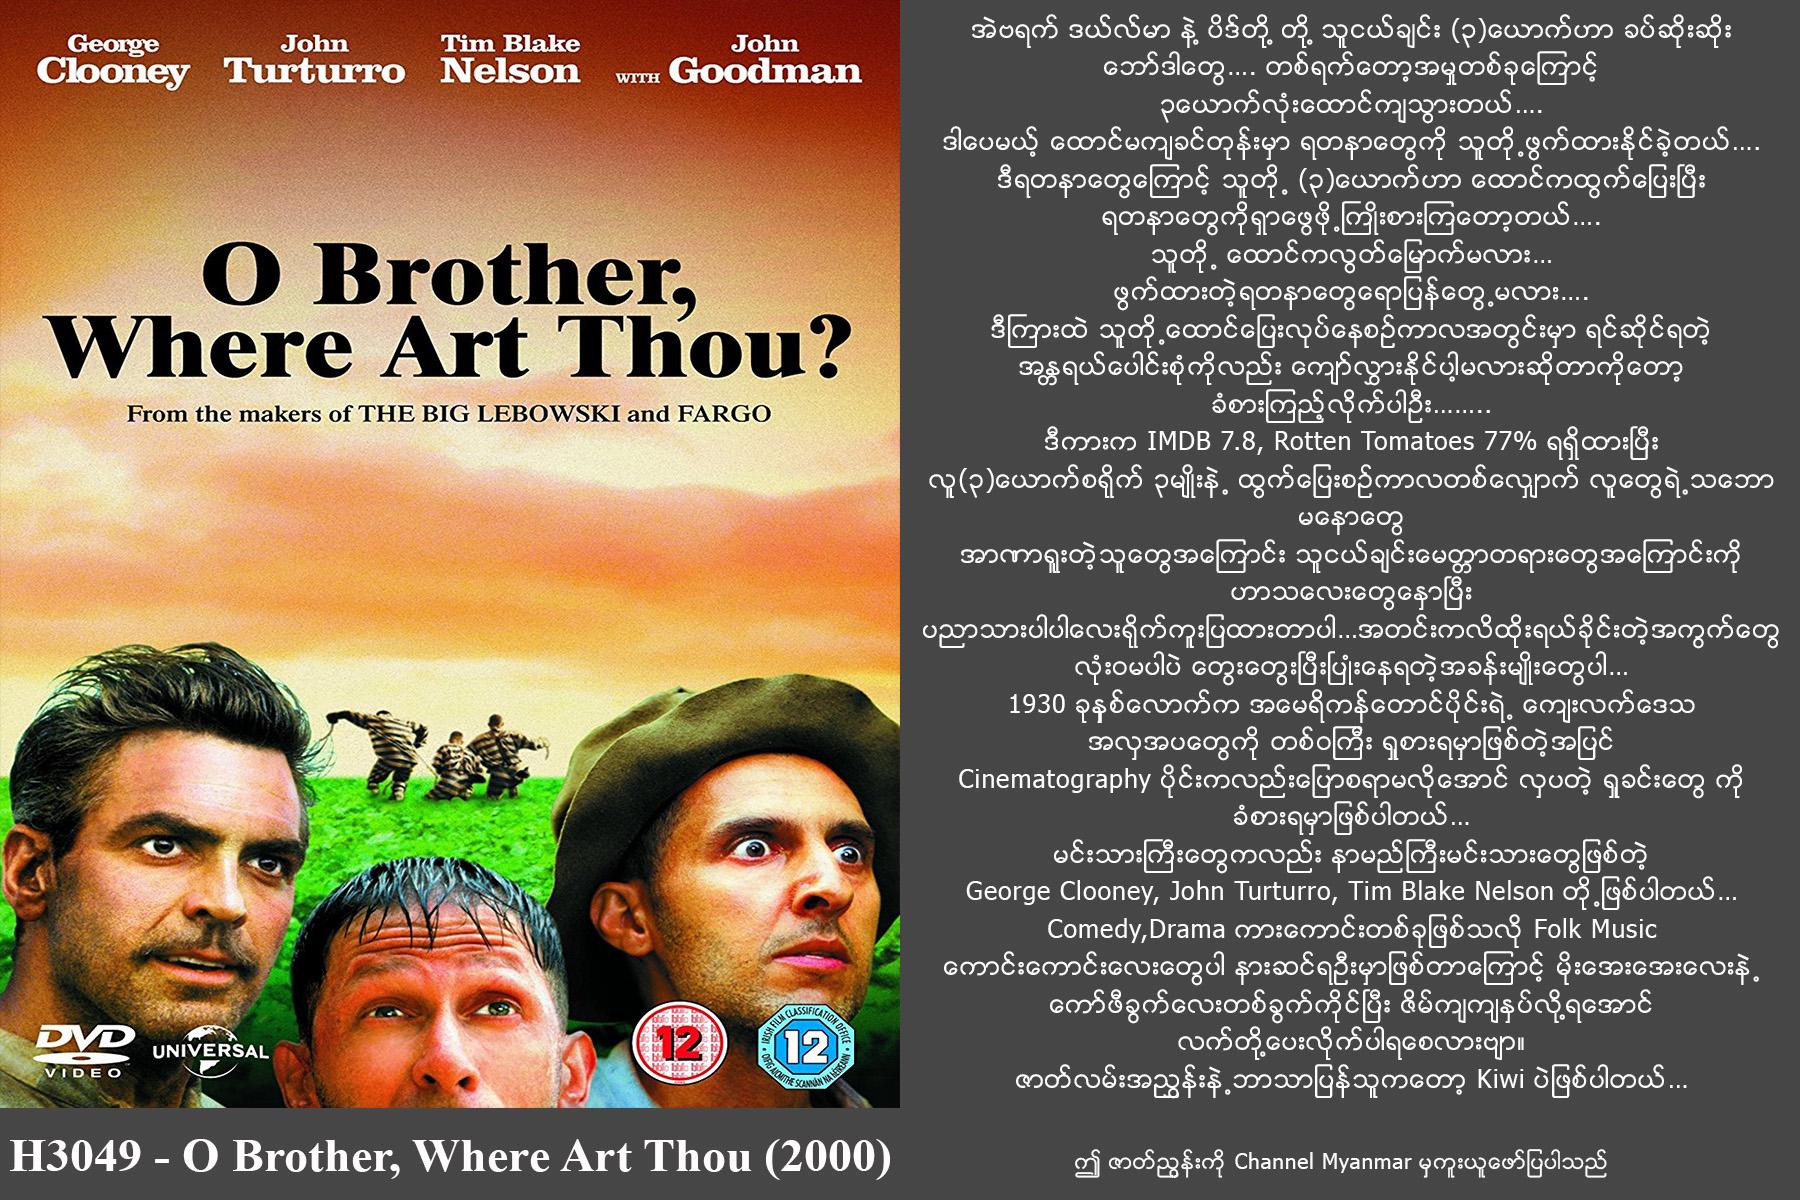 George Clooney
John Turturro
Tim Blake Nelson
WITH John Goodman
O Brother,
Where Art Thou?
From the makers of THE BIG LEBOWSKI and FARGO
DVD
VIDEO
UNIVERSAL
12
IRISH FILM CLASSIFICATION OFFICE
12
H3049 - O Brother, Where Art Thou (2000)
အဲဗရက် ဒယ်လ်မာ နဲ့ ပိဒ်တို့ တို့ သူငယ်ချင်း (၃)ယောက်ဟာ ခပ်ဆိုးဆိုး
ဘော်ဒါတွေ.... တစ်ရက်တော့အမှုတစ်ခုကြောင့်
၃ယောက်လုံးထောင်ကျသွားတယ်....
ဒါပေမယ့် ထောင်မကျခင်တုန်းမှာ ရတနာတွေကို သူတို့ဖွက်ထားနိုင်ခဲ့တယ်....
ဒီရတနာတွေကြောင့် သူတို့ (၃)ယောက်ဟာ ထောင်ကထွက်ပြေးပြီး
ရတနာတွေကိုရှာဖွေဖို့ကြိုးစားကြတော့တယ်....
သူတို့ ထောင်ကလွတ်မြောက်မလား...
ဖွက်ထားတဲ့ရတနာတွေရောပြန်တွေ့မလား....
ဒီကြားထဲ သူတို့ထောင်ပြေးလုပ်နေစဉ်ကာလအတွင်းမှာ ရင်ဆိုင်ရတဲ့
အန္တရယ်ပေါင်းစုံကိုလည်း ကျော်လွှားနိုင်ပါ့မလားဆိုတာကိုတော့
ခံစားကြည့်လိုက်ပါဦး........
ဒီကားက IMDB 7.8, Rotten Tomatoes 77% ရရှိထားပြီး
လူ(၃)ယောက်စရိုက် ၃မျိုးနဲ့ ထွက်ပြေးစဉ်ကာလတစ်လျှောက် လူတွေရဲ့သဘော
မနောတွေ
အာဏာရူးတဲ့သူတွေအကြောင်း သူငယ်ချင်းမေတ္တာတရားတွေအကြောင်းကို
ဟာသလေးတွေနှောပြီး
ပညာသားပါပါလေးရိုက်ကူးပြထားတာပါ...အတင်းကလိထိုးရယ်ခိုင်းတဲ့အကွက်တွေ
လုံးဝမပါပဲ တွေးတွေးပြီးပြုံးနေရတဲ့အခန်းမျိုးတွေပါ...
1930 ခုနှစ်လောက်က အမေရိကန်တောင်ပိုင်းရဲ့ ကျေးလက်ဒေသ
အလှအပတွေကို တစ်ဝကြီး ရှုစားရမှာဖြစ်တဲ့အပြင်
Cinematography ပိုင်းကလည်းပြောစရာမလိုအောင် လှပတဲ့ ရှုခင်းတွေ ကို
ခံစားရမှာဖြစ်ပါတယ်...
မင်းသားကြီးတွေကလည်း နာမည်ကြီးမင်းသားတွေဖြစ်တဲ့
George Clooney, John Turturro, Tim Blake Nelson တို့ဖြစ်ပါတယ်...
Comedy,Drama ကားကောင်းတစ်ခုဖြစ်သလို Folk Music
ကောင်းကောင်းလေးတွေပါ နားဆင်ရဦးမှာဖြစ်တာကြောင့် မိုးအေးအေးလေးနဲ့
ကော်ဖီခွက်လေးတစ်ခွက်ကိုင်ပြီး ဇိမ်ကျကျနှပ်လို့ရအောင်
လက်တို့ပေးလိုက်ပါရစေလားဗျာ။
ဇာတ်လမ်းအညွှန်းနဲ့ဘာသာပြန်သူကတော့ Kiwi ပဲဖြစ်ပါတယ်...
ဤ ဇာတ်ညွှန်းကို Channel Myanmar မှကူးယူဖော်ပြပါသည်